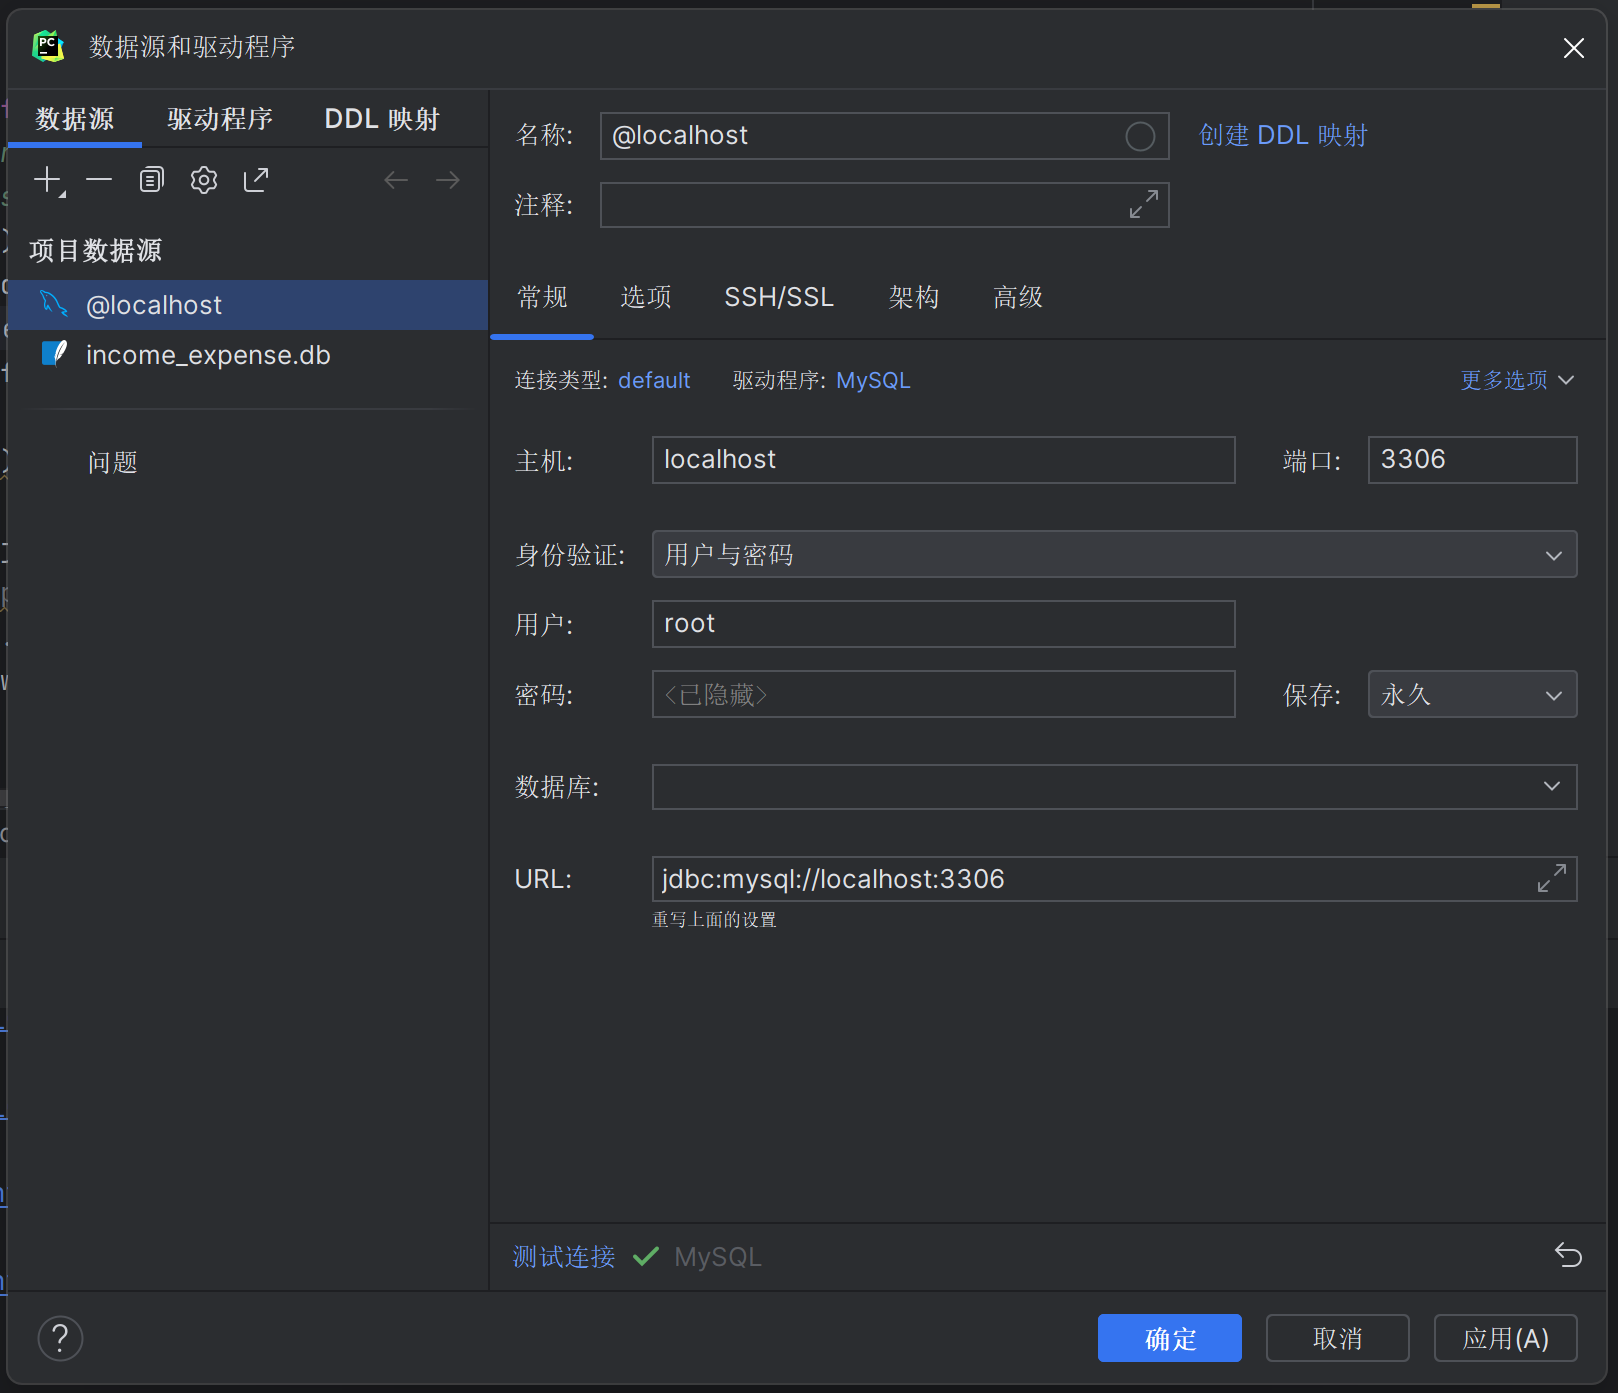 数据源和驱动程序
数据源 驱动程序 DDL 映射
项目数据源
@localhost
income_expense.db
问题
名称: @localhost 创建 DDL 映射
注释:
常规 选项 SSH/SSL 架构 高级
连接类型: default 驱动程序: MySQL 更多选项
主机: localhost 端口: 3306
身份验证: 用户与密码
用户: root
密码: <已隐藏> 保存: 永久
数据库:
URL: jdbc:mysql://localhost:3306
重写上面的设置
测试连接 MySQL
? 确定 取消 应用(A)